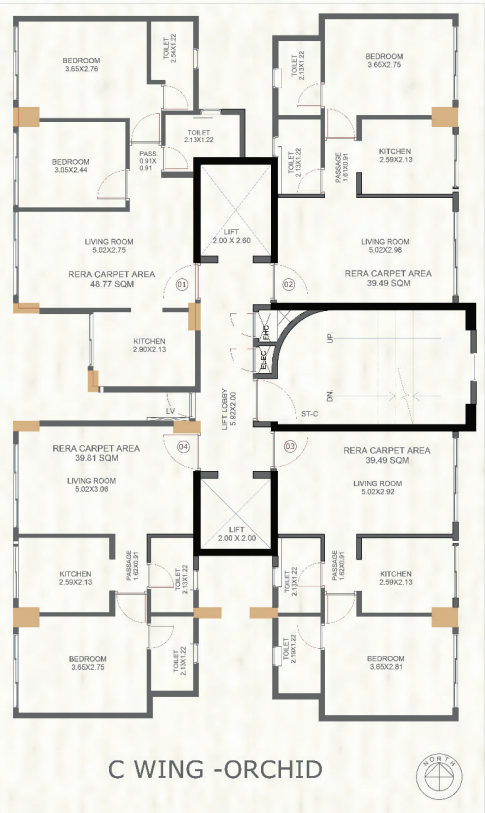 BEDROOM
3.65X2.76
TOILET
2.54X1.22
TOILET
2.13X1.22
BEDROOM
3.65X2.75
TOILET
2.13X1.22
BEDROOM
3.05X2.44
PASS.
0.91X
0.91
TOILET
2.13X1.22
PASSAGE
1.61X0.91
KITCHEN
2.59X2.13
LIVING ROOM
5.02X2.75
RERA CARPET AREA
48.77 SQM
01
LIFT
2.00 X 2.60
02
LIVING ROOM
5.02X2.96
RERA CARPET AREA
39.49 SQM
KITCHEN
2.90X2.13
FHC
ELEC
UP.
DN.
ST-C
LV
LIFT LOBBY
5.92X2.00
RERA CARPET AREA
39.81 SQM
LIVING ROOM
5.02X3.06
04
03
RERA CARPET AREA
39.49 SQM
LIVING ROOM
5.02X2.92
LIFT
2.00 X 2.00
KITCHEN
2.59X2.13
PASSAGE
1.62X0.91
TOILET
2.13X1.22
TOILET
2.13X1.22
PASSAGE
1.62X0.91
KITCHEN
2.59X2.13
BEDROOM
3.65X2.75
TOILET
2.13X1.22
TOILET
2.19X1.22
BEDROOM
3.65X2.81
C WING -ORCHID
NORTH